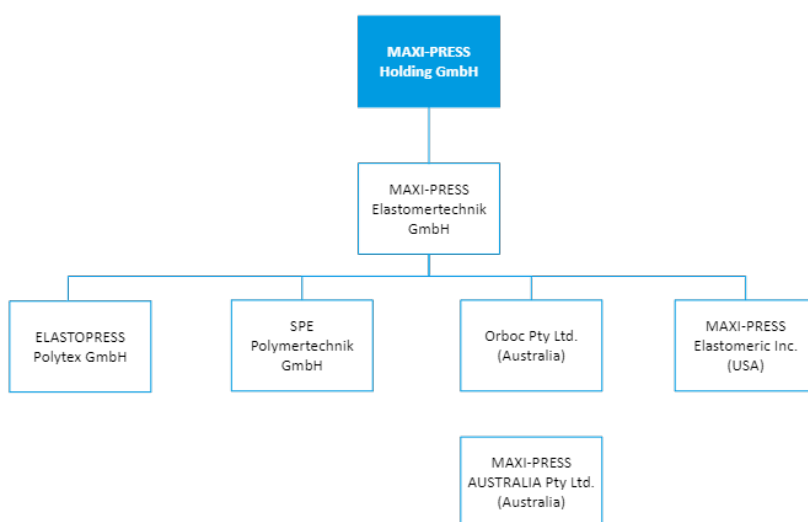 MAXI-PRESS
Holding GmbH
MAXI-PRESS
Elastomertechnik
GmbH
ELASTOPRESS
Polytex GmbH
SPE
Polymertechnik
GmbH
Orboc Pty Ltd.
(Australia)
MAXI-PRESS
Elastomeric Inc.
(USA)
MAXI-PRESS
AUSTRALIA Pty Ltd.
(Australia)